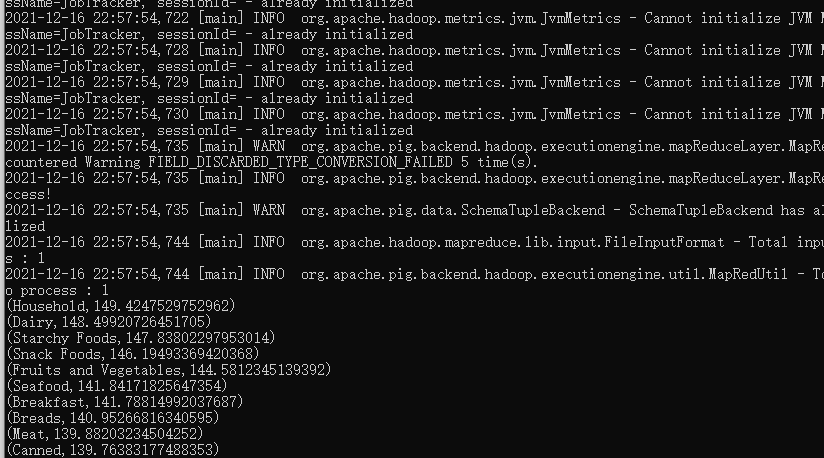 ssName=JobTracker, sessionId= - already initialized
2021-12-16 22:57:54,722 [main] INFO  org.apache.hadoop.metrics.jvm.JvmMetrics - Cannot initialize JVM
ssName=JobTracker, sessionId= - already initialized
2021-12-16 22:57:54,728 [main] INFO  org.apache.hadoop.metrics.jvm.JvmMetrics - Cannot initialize JVM
ssName=JobTracker, sessionId= - already initialized
2021-12-16 22:57:54,729 [main] INFO  org.apache.hadoop.metrics.jvm.JvmMetrics - Cannot initialize JVM
ssName=JobTracker, sessionId= - already initialized
2021-12-16 22:57:54,730 [main] INFO  org.apache.hadoop.metrics.jvm.JvmMetrics - Cannot initialize JVM
ssName=JobTracker, sessionId= - already initialized
2021-12-16 22:57:54,735 [main] WARN  org.apache.pig.backend.hadoop.executionengine.mapReduceLayer.MapRe
countered Warning FIELD_DISCARDED_TYPE_CONVERSION_FAILED 5 time(s).
2021-12-16 22:57:54,735 [main] INFO  org.apache.pig.backend.hadoop.executionengine.mapReduceLayer.MapRe
ccess!
2021-12-16 22:57:54,735 [main] WARN  org.apache.pig.data.SchemaTupleBackend - SchemaTupleBackend has al
lized
2021-12-16 22:57:54,744 [main] INFO  org.apache.hadoop.mapreduce.lib.input.FileInputFormat - Total inpu
s : 1
2021-12-16 22:57:54,744 [main] INFO  org.apache.pig.backend.hadoop.executionengine.util.MapRedUtil - To
o process : 1
(Household,149.4247529752962)
(Dairy,148.49920726451705)
(Starchy Foods,147.83802297953014)
(Snack Foods,146.19493369420368)
(Fruits and Vegetables,144.5812345139392)
(Seafood,141.84171825647354)
(Breakfast,141.78814992037687)
(Breads,140.95266816340595)
(Meat,139.88203234504252)
(Canned,139.76383177488353)